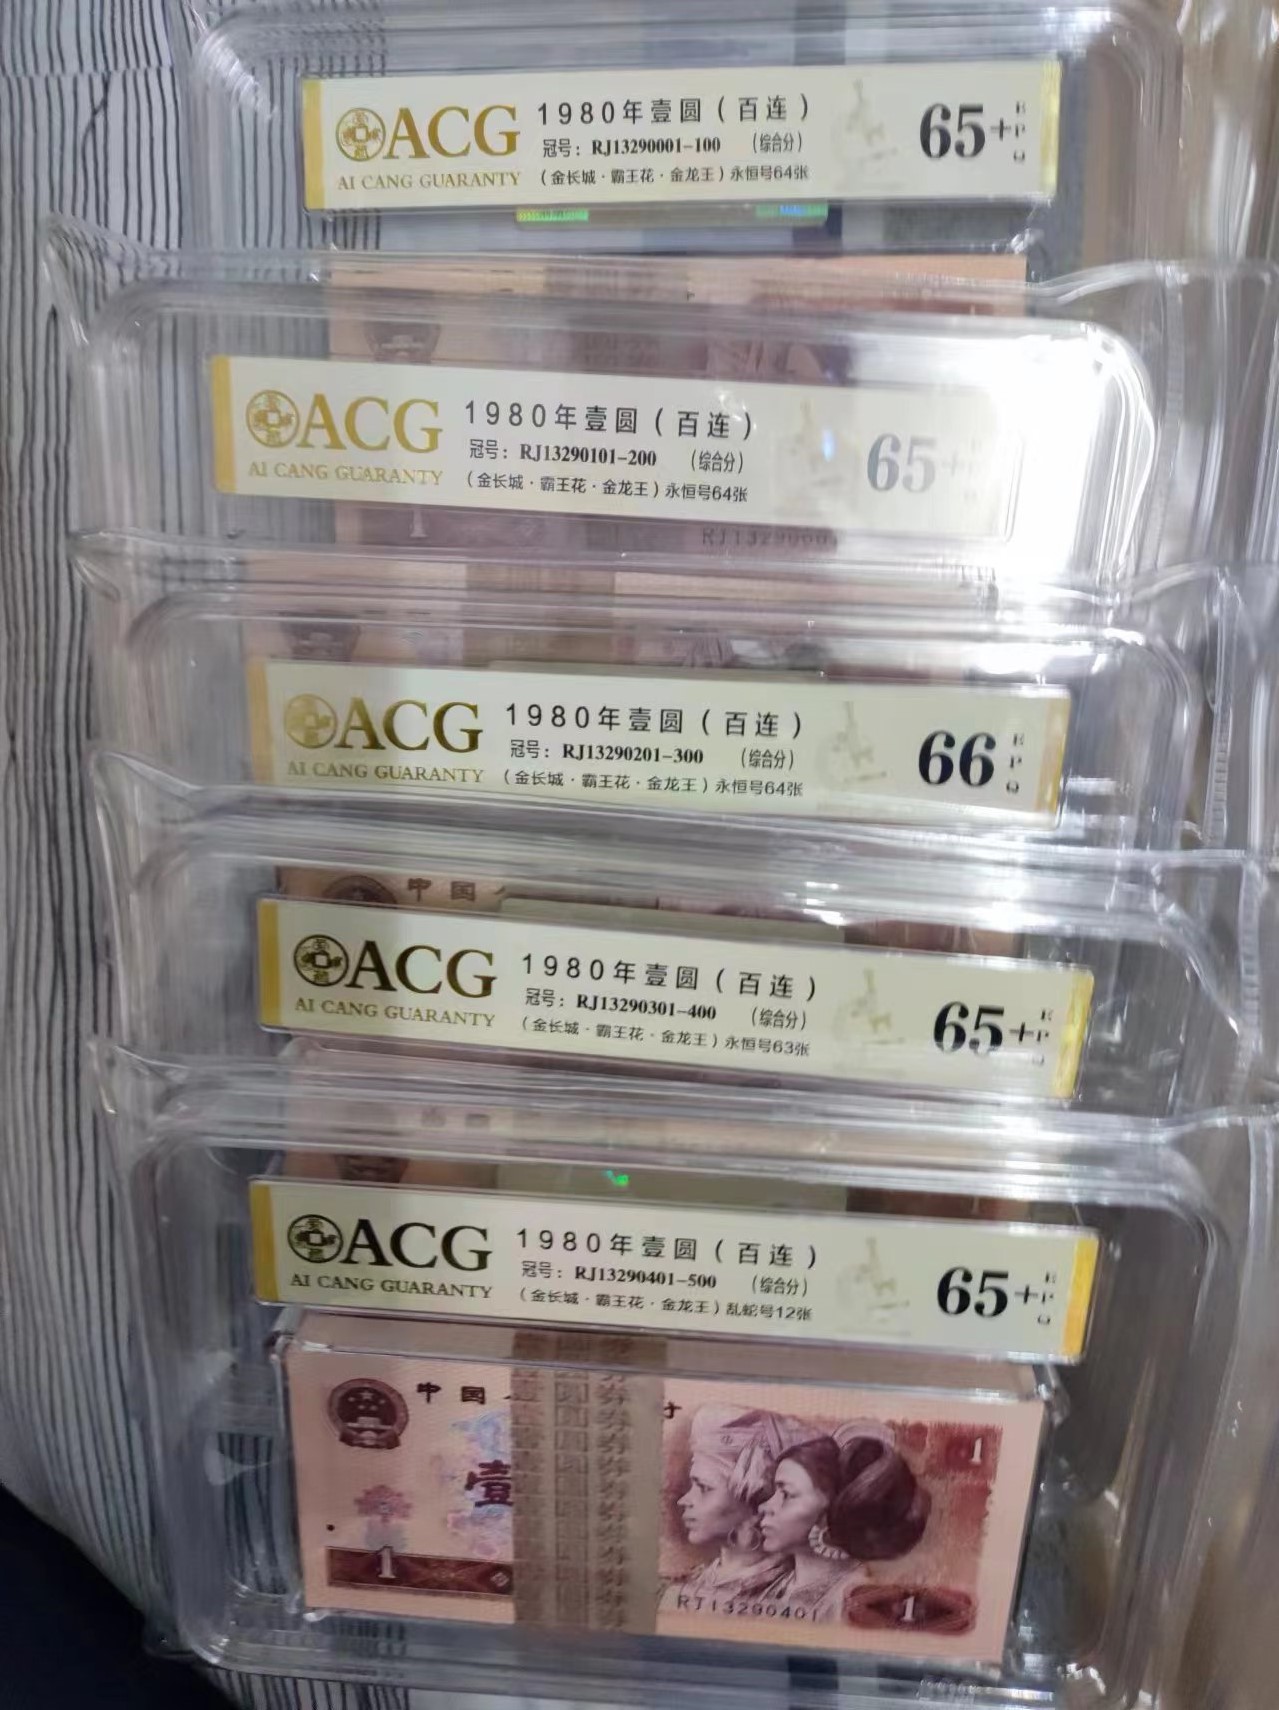 ACG
AI CANG GUARANTY
1980年壹圆（百连）
冠号：RJ13290001-100 （综合分）
（金长城·霸王花·金龙王）永恒号64张
65+
EPQ
ACG
AI CANG GUARANTY
1980年壹圆（百连）
冠号：RJ13290101-200 （综合分）
（金长城·霸王花·金龙王）永恒号64张
65+
1
ACG
AI CANG GUARANTY
1980年壹圆（百连）
冠号：RJ13290201-300 （综合分）
（金长城·霸王花·金龙王）永恒号64张
66
EPQ
中国
ACG
AI CANG GUARANTY
1980年壹圆（百连）
冠号：RJ13290301-400 （综合分）
（金长城·霸王花·金龙王）永恒号63张
65+
EPQ
ACG
AI CANG GUARANTY
1980年壹圆（百连）
冠号：RJ13290401-500 （综合分）
（金长城·霸王花·金龙王）乱蛇号12张
65+
EPQ
中国
1
壹
1
RJ13290401
1